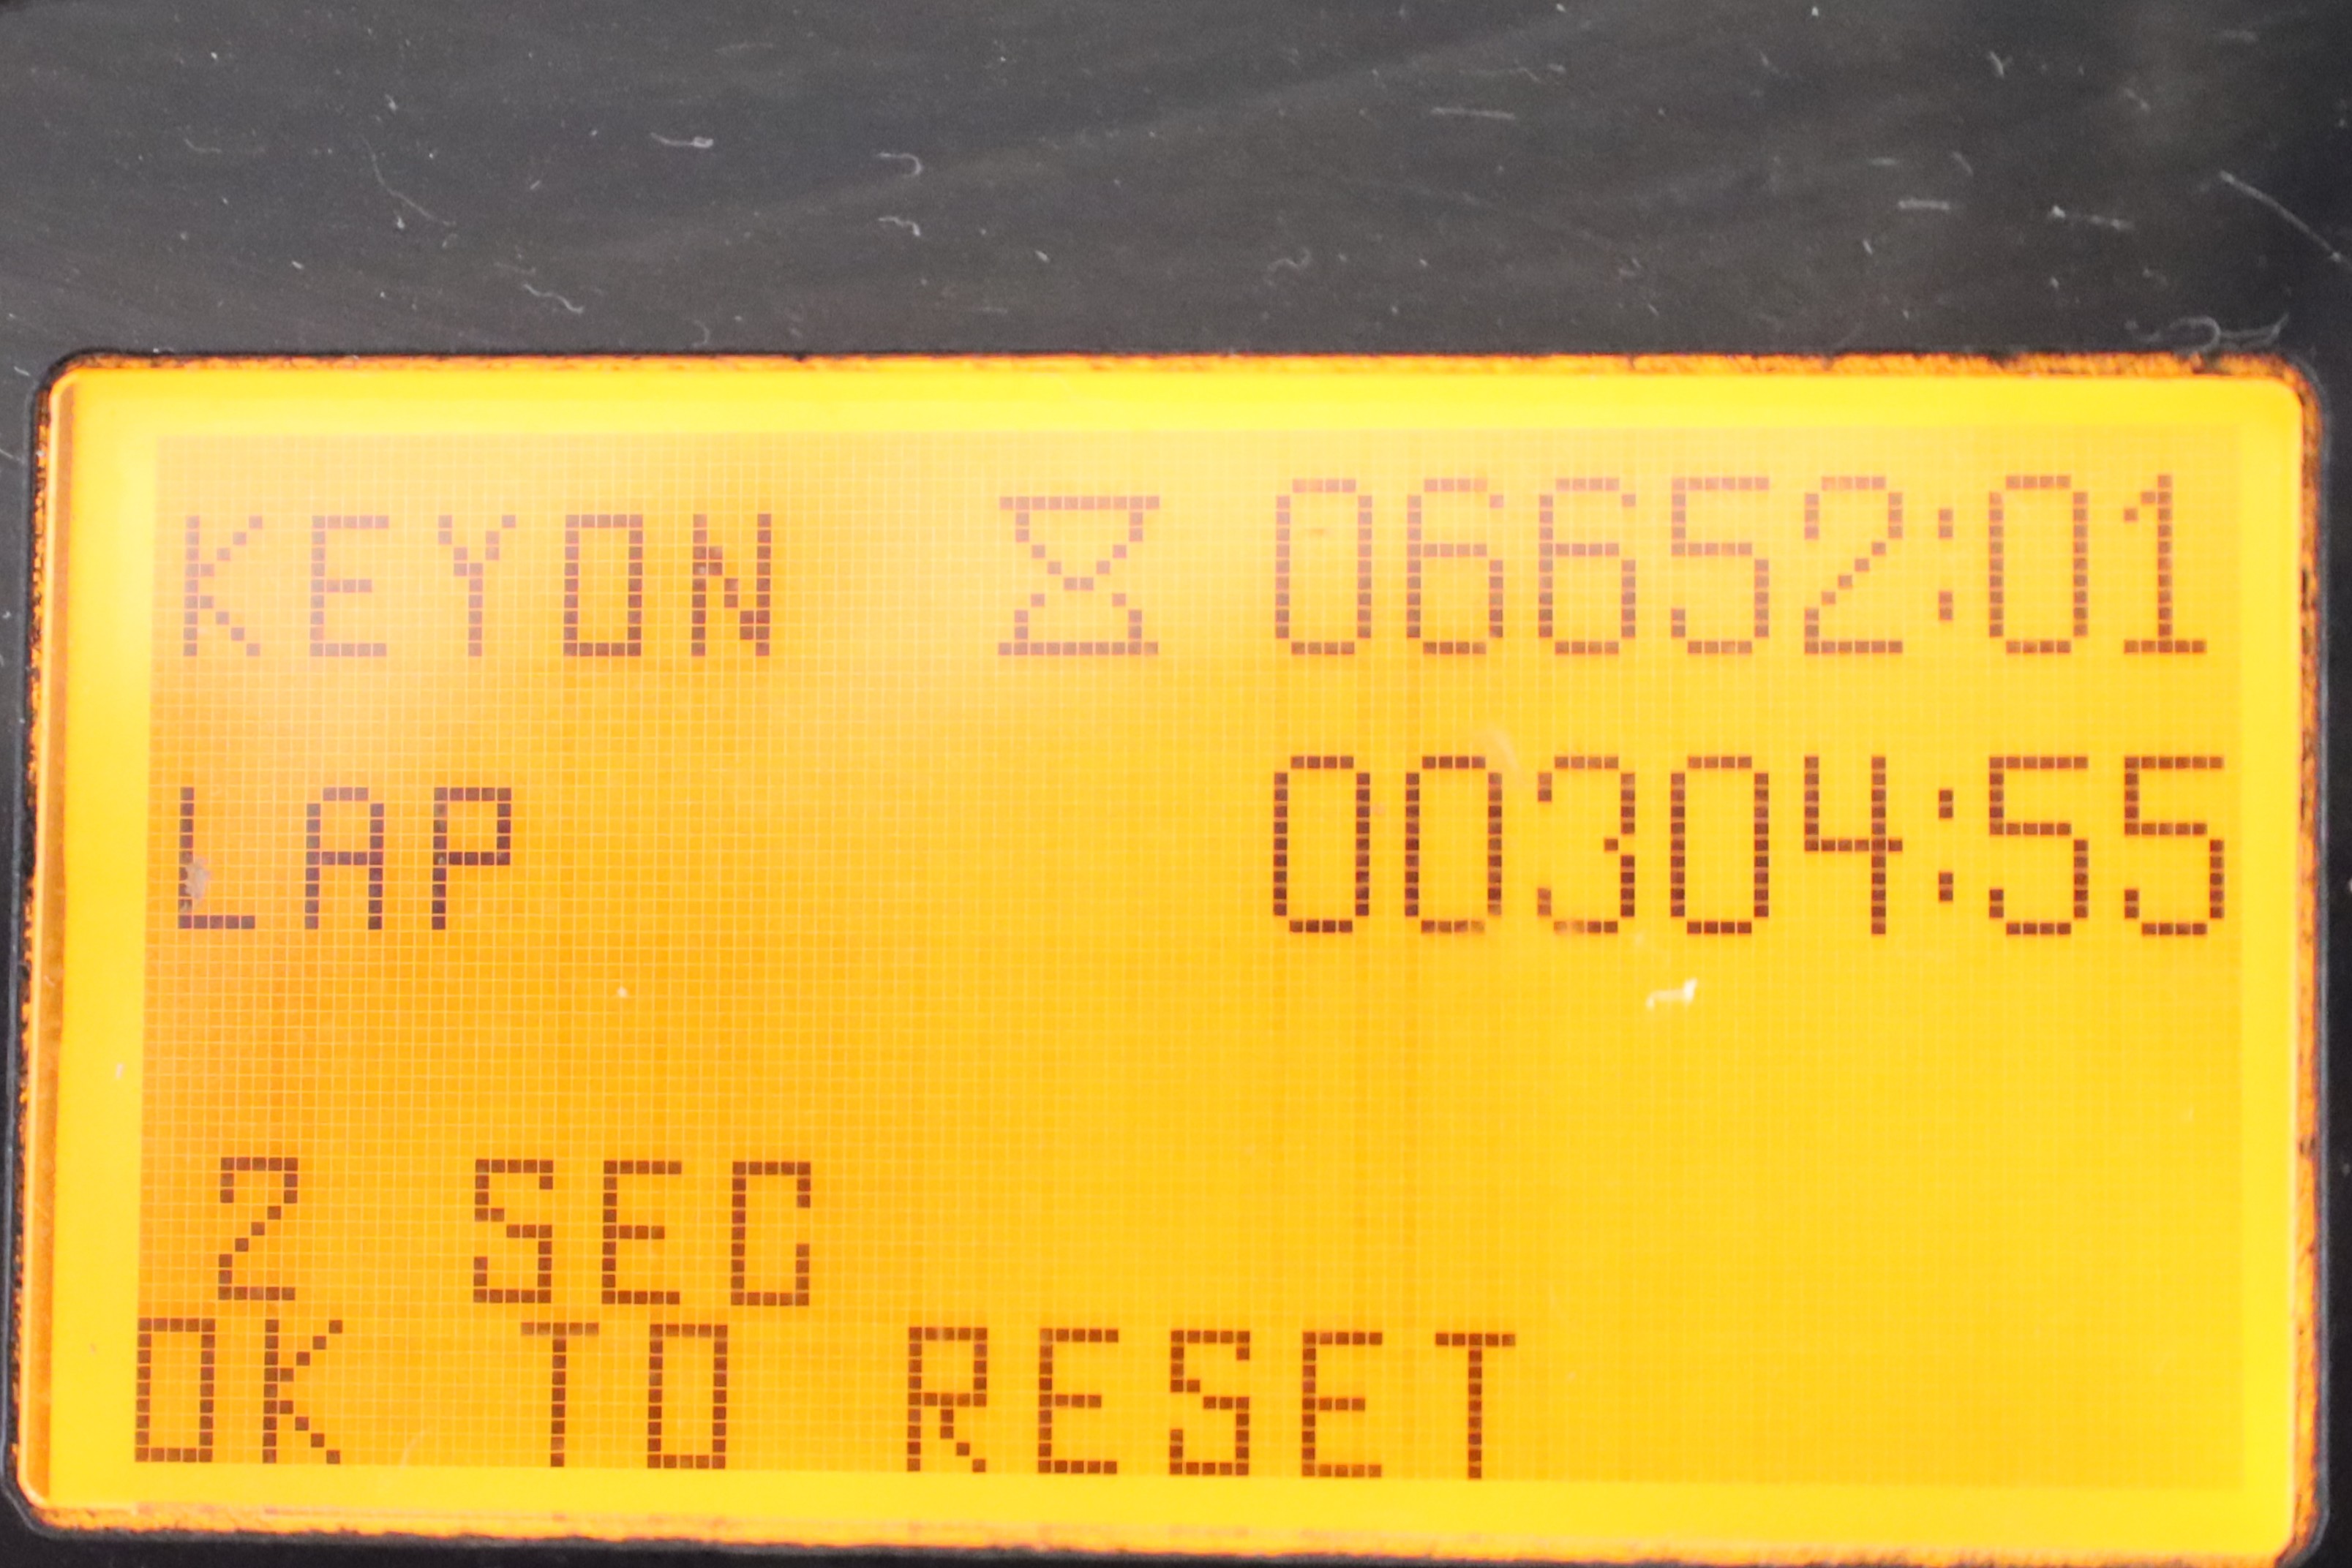 KEYON 06652:01
LAP 00304:55
2 SEC
OK TO RESET